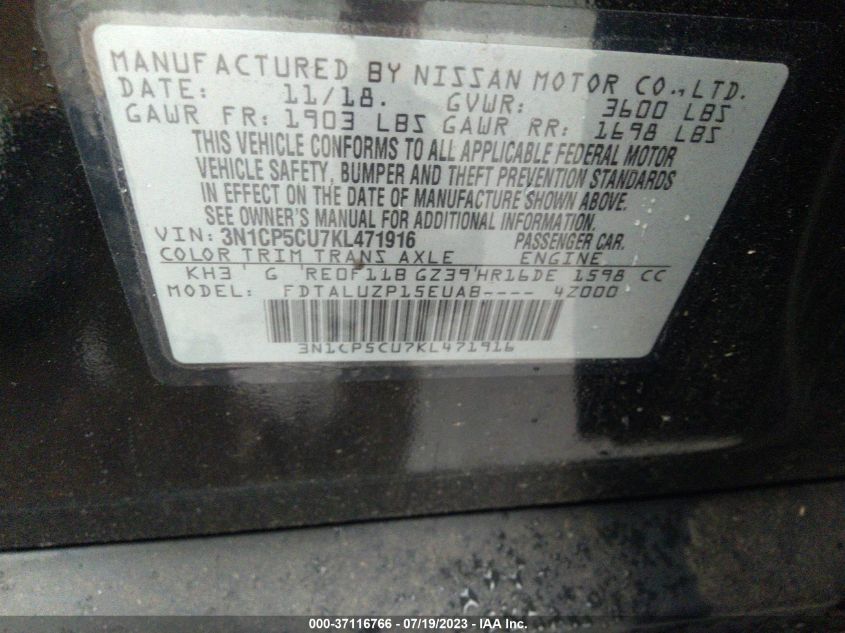 MANUFACTURED BY NISSAN MOTOR CO., LTD.
DATE: 11/18. GVWR: 3600 LBS
GAWR FR: 1903 LBS GAWR RR: 1698 LBS
THIS VEHICLE CONFORMS TO ALL APPLICABLE FEDERAL MOTOR
VEHICLE SAFETY, BUMPER AND THEFT PREVENTION STANDARDS
IN EFFECT ON THE DATE OF MANUFACTURE SHOWN ABOVE.
SEE OWNER'S MANUAL FOR ADDITIONAL INFORMATION.
VIN: 3N1CP5CU7KL471916 PASSENGER CAR.
COLOR TRIM TRANS AXLE ENGINE
KH3 G RE0F11B GZ39 HR16DE 1598 CC
MODEL: FDTALUZP15EUAB---- 4Z000
3N1CP5CU7KL471916
000-37116766 - 07/19/2023 - IAA Inc.